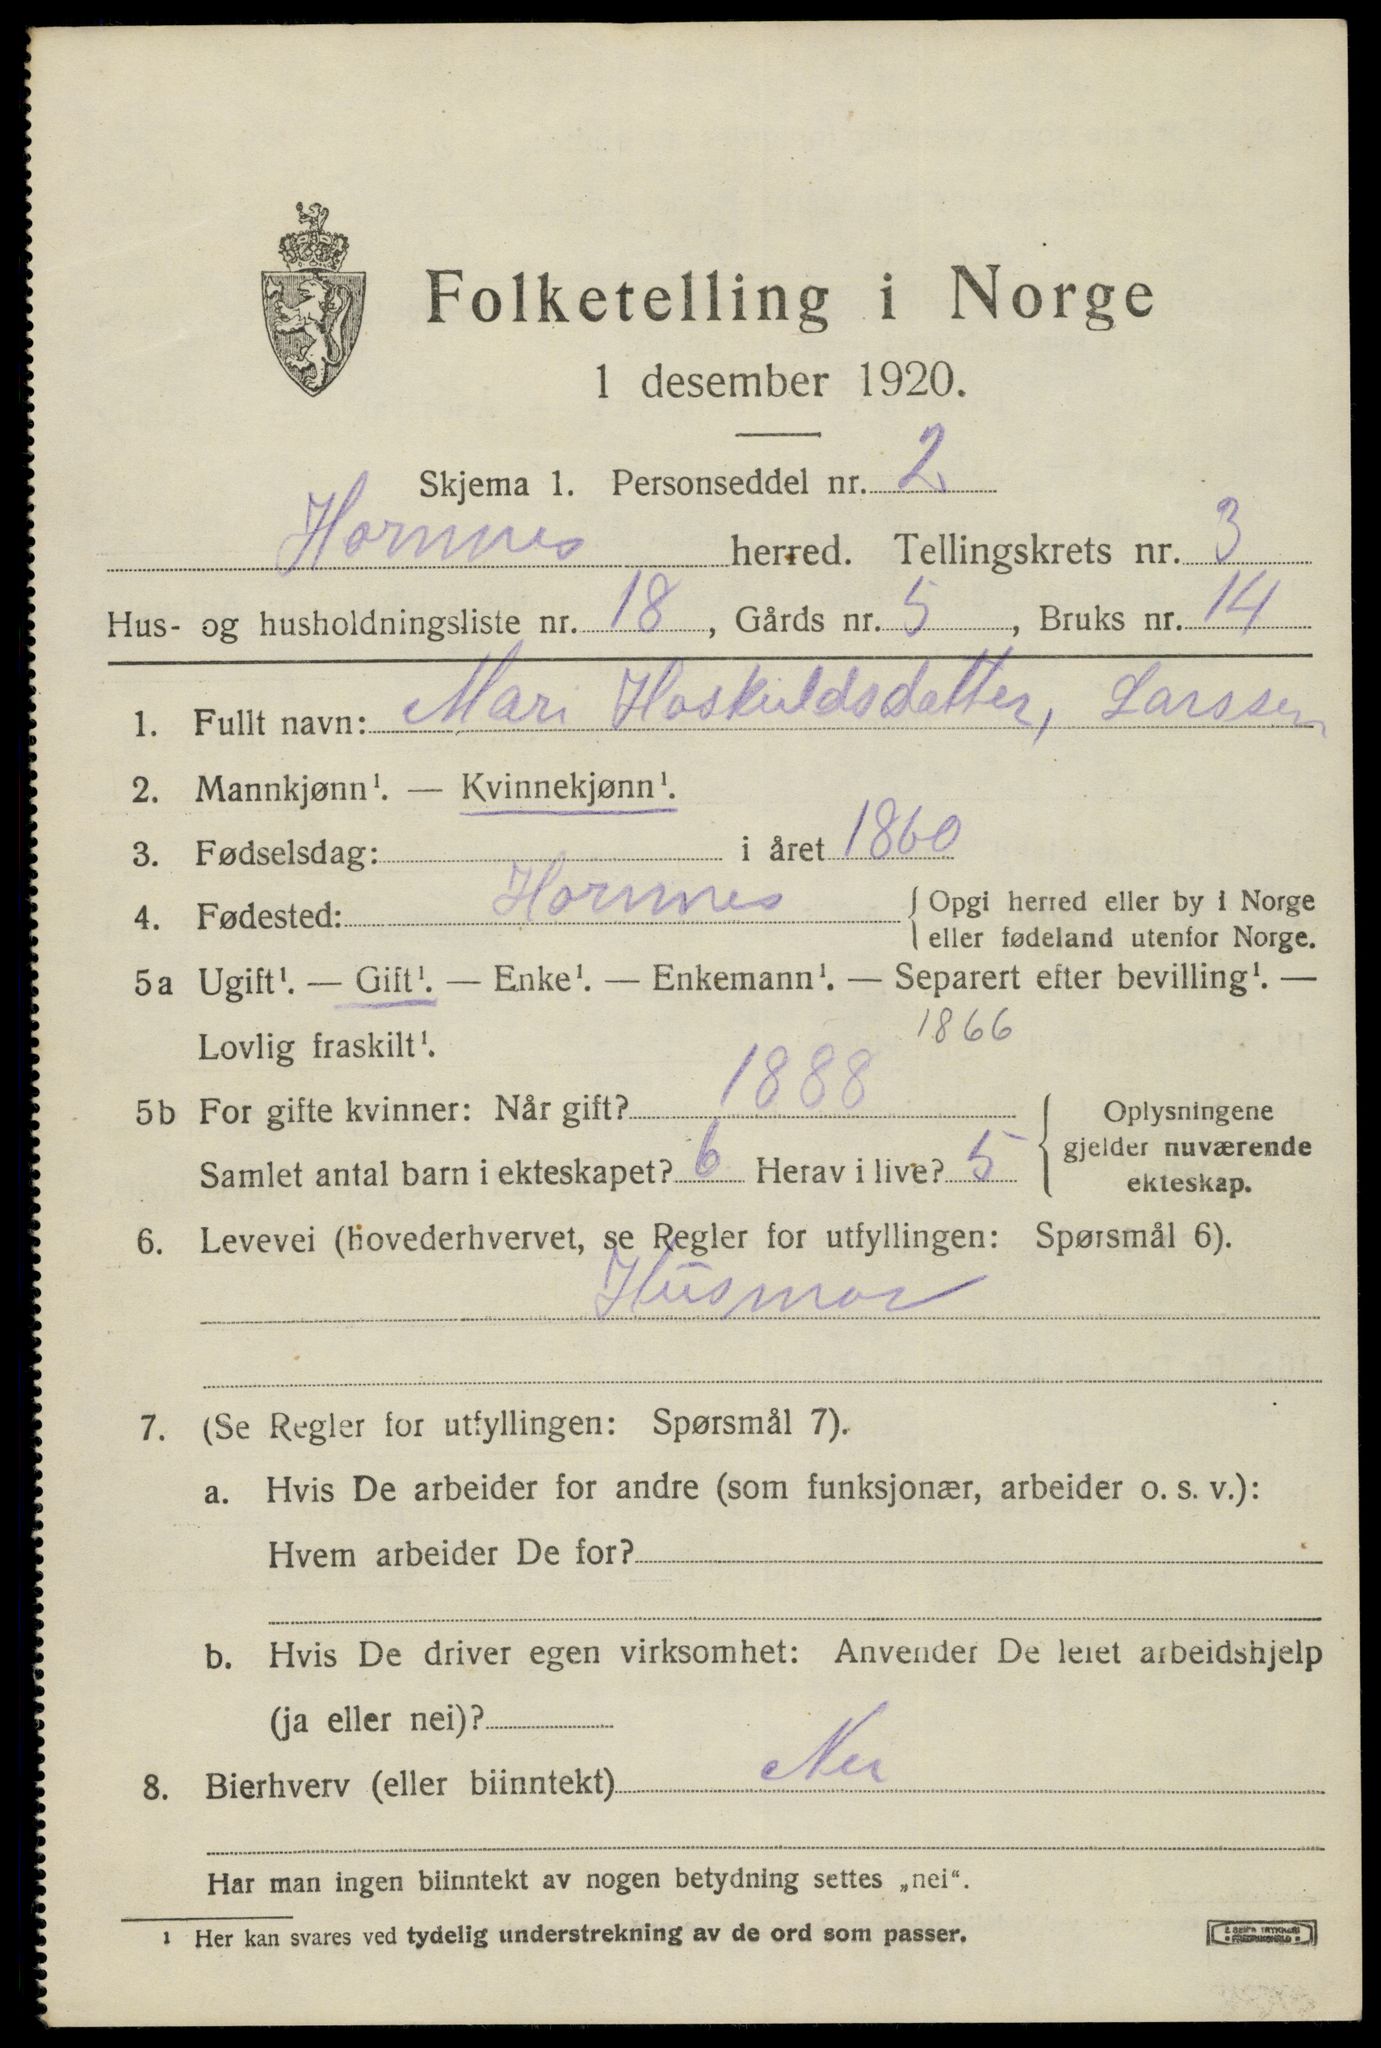 Folketelling i Norge
1 desember 1920.
Skjema 1. Personseddel nr. 2
Hornnes herred. Tellingskrets nr. 3
Hus- og husholdningsliste nr. 18, Gårds nr. 5, Bruks nr. 14
1. Fullt navn: Mari Hoskuldsdatter, Larssen
2. Mannkjønn¹. — Kvinnekjønn¹.
3. Fødselsdag: i året 1860
4. Fødested: Hornnes { Opgi herred eller by i Norge
eller fødeland utenfor Norge.
5a Ugift¹. — Gift¹. — Enke¹. — Enkemann¹. — Separert efter bevilling¹. —
Lovlig fraskilt¹. 1866
5b For gifte kvinner: Når gift? 1888 { Oplysningene
gjelder nuværende
Samlet antal barn i ekteskapet? 6 Herav i live? 5 ekteskap.
6. Levevei (hovederhvervet, se Regler for utfyllingen: Spørsmål 6).
Husmor
7. (Se Regler for utfyllingen: Spørsmål 7).
a. Hvis De arbeider for andre (som funksjonær, arbeider o. s. v.):
Hvem arbeider De for?
b. Hvis De driver egen virksomhet: Anvender De leiet arbeidshjelp
(ja eller nei)?
8. Bierhverv (eller biinntekt) Nei
Har man ingen biinntekt av nogen betydning settes „nei“.
¹ Her kan svares ved tydelig understrekning av de ord som passer.